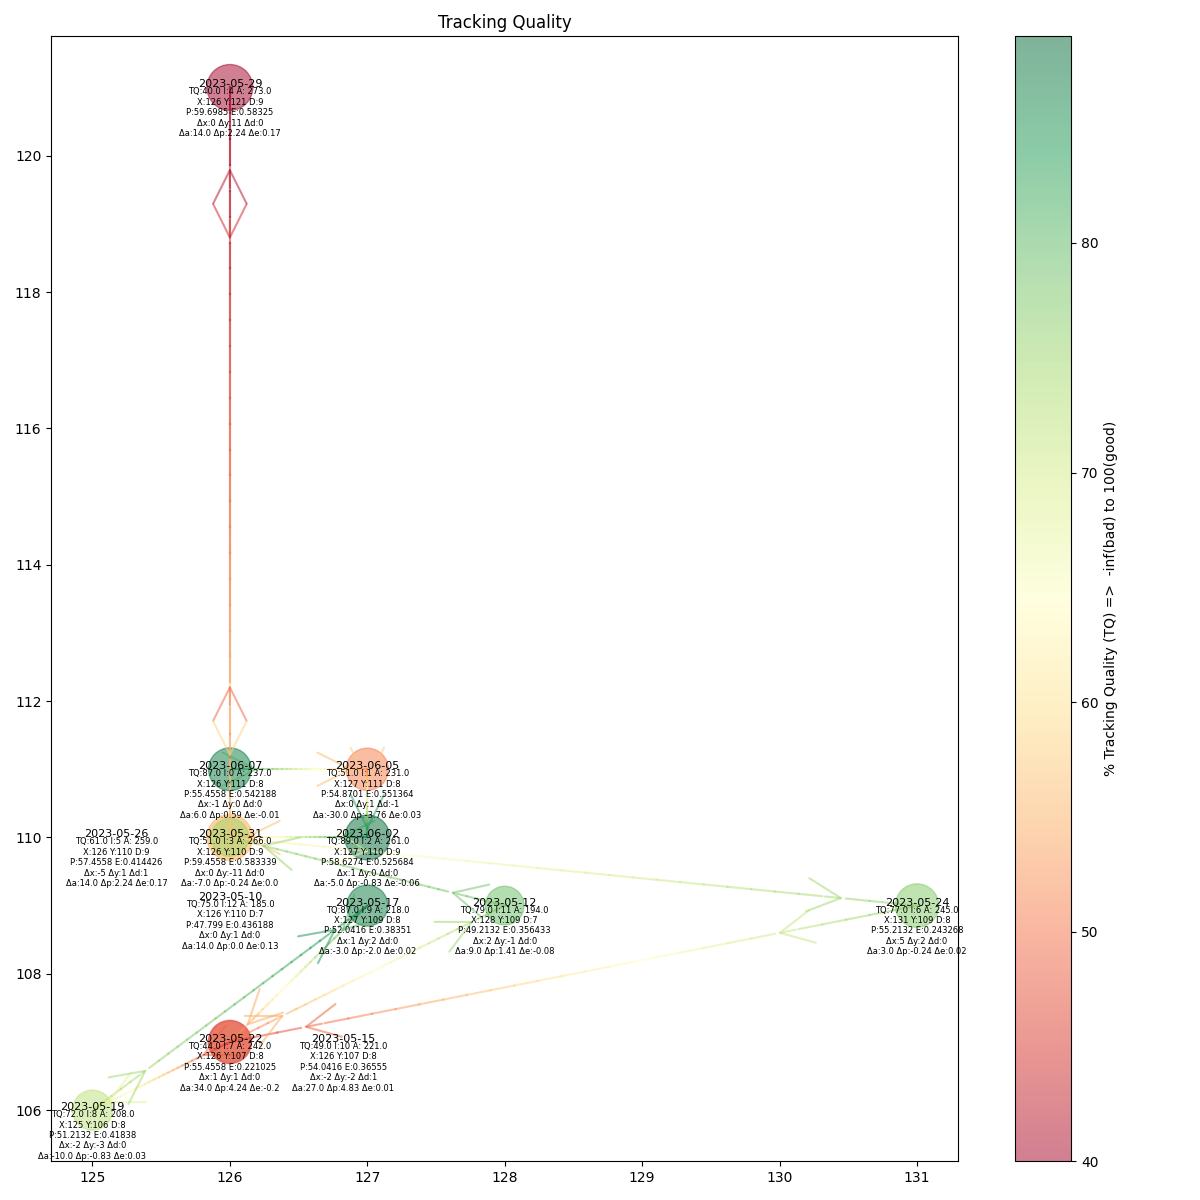 Tracking Quality
2023-05-29
TQ:40.0 I:4 A: 273.0
X:126 Y:121 D:9
P:59.6985 E:0.58325
Δx:0 Δy:11 Δd:0
Δa:14.0 Δp:2.24 Δe:0.17
2023-06-07
TQ:87.0 I:0 A: 237.0
X:126 Y:111 D:8
P:55.4558 E:0.542188
Δx:-1 Δy:0 Δd:0
Δa:6.0 Δp:0.59 Δe:-0.01
2023-06-05
TQ:51.0 I:1 A: 231.0
X:127 Y:111 D:8
P:54.8701 E:0.551364
Δx:0 Δy:1 Δd:-1
Δa:-30.0 Δp:-3.76 Δe:0.03
2023-05-26
TQ:61.0 I:5 A: 259.0
X:126 Y:110 D:9
P:57.4558 E:0.414426
Δx:-5 Δy:1 Δd:1
Δa:14.0 Δp:2.24 Δe:0.17
2023-05-31
TQ:51.0 I:3 A: 266.0
X:126 Y:110 D:9
P:59.4558 E:0.583339
Δx:0 Δy:-11 Δd:0
Δa:-7.0 Δp:-0.24 Δe:0.0
2023-06-02
TQ:89.0 I:2 A: 261.0
X:127 Y:110 D:9
P:58.6274 E:0.525684
Δx:1 Δy:0 Δd:0
Δa:-5.0 Δp:-0.83 Δe:-0.06
2023-05-10
TQ:75.0 I:12 A: 185.0
X:126 Y:110 D:7
P:47.799 E:0.436188
Δx:0 Δy:1 Δd:0
Δa:14.0 Δp:0.0 Δe:0.13
2023-05-17
TQ:87.0 I:9 A: 218.0
X:127 Y:109 D:8
P:52.0416 E:0.38351
Δx:1 Δy:2 Δd:0
Δa:-3.0 Δp:-2.0 Δe:0.02
2023-05-12
TQ:79.0 I:11 A: 194.0
X:128 Y:109 D:7
P:49.2132 E:0.356433
Δx:2 Δy:-1 Δd:0
Δa:9.0 Δp:1.41 Δe:-0.08
2023-05-24
TQ:77.0 I:6 A: 245.0
X:131 Y:109 D:8
P:55.2132 E:0.243268
Δx:5 Δy:2 Δd:0
Δa:3.0 Δp:-0.24 Δe:0.02
2023-05-22
TQ:44.0 I:7 A: 242.0
X:126 Y:107 D:8
P:55.4558 E:0.221025
Δx:1 Δy:1 Δd:0
Δa:34.0 Δp:4.24 Δe:-0.2
2023-05-15
TQ:49.0 I:10 A: 221.0
X:126 Y:107 D:8
P:54.0416 E:0.36555
Δx:-2 Δy:-2 Δd:1
Δa:27.0 Δp:4.83 Δe:0.01
2023-05-19
TQ:72.0 I:8 A: 208.0
X:125 Y:106 D:8
P:51.2132 E:0.41838
Δx:-2 Δy:-3 Δd:0
Δa:-10.0 Δp:-0.83 Δe:0.03
120
118
116
114
112
110
108
106
125
126
127
128
129
130
131
80
70
60
50
40
% Tracking Quality (TQ) => -inf(bad) to 100(good)